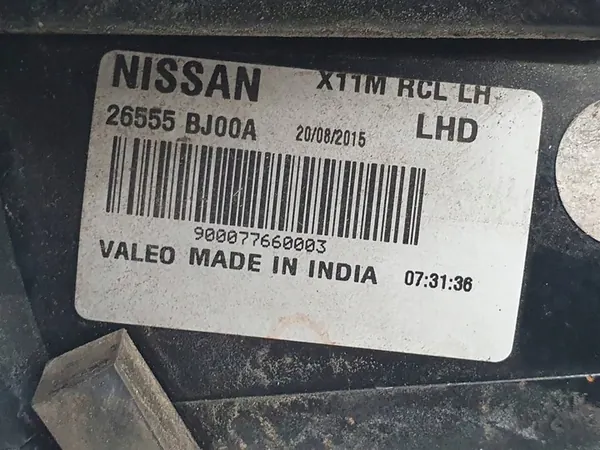 NISSAN X11M RCL LH
26555 BJ00A 20/08/2015 LHD
900077660003
VALEO MADE IN INDIA 07:31:36